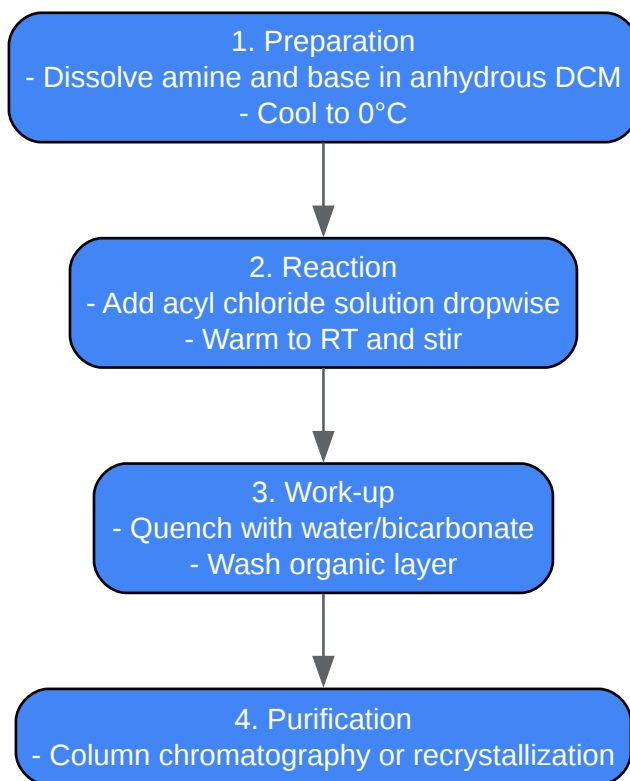 1. Preparation
- Dissolve amine and base in anhydrous DCM
- Cool to 0°C
2. Reaction
- Add acyl chloride solution dropwise
- Warm to RT and stir
3. Work-up
- Quench with water/bicarbonate
- Wash organic layer
4. Purification
- Column chromatography or recrystallization